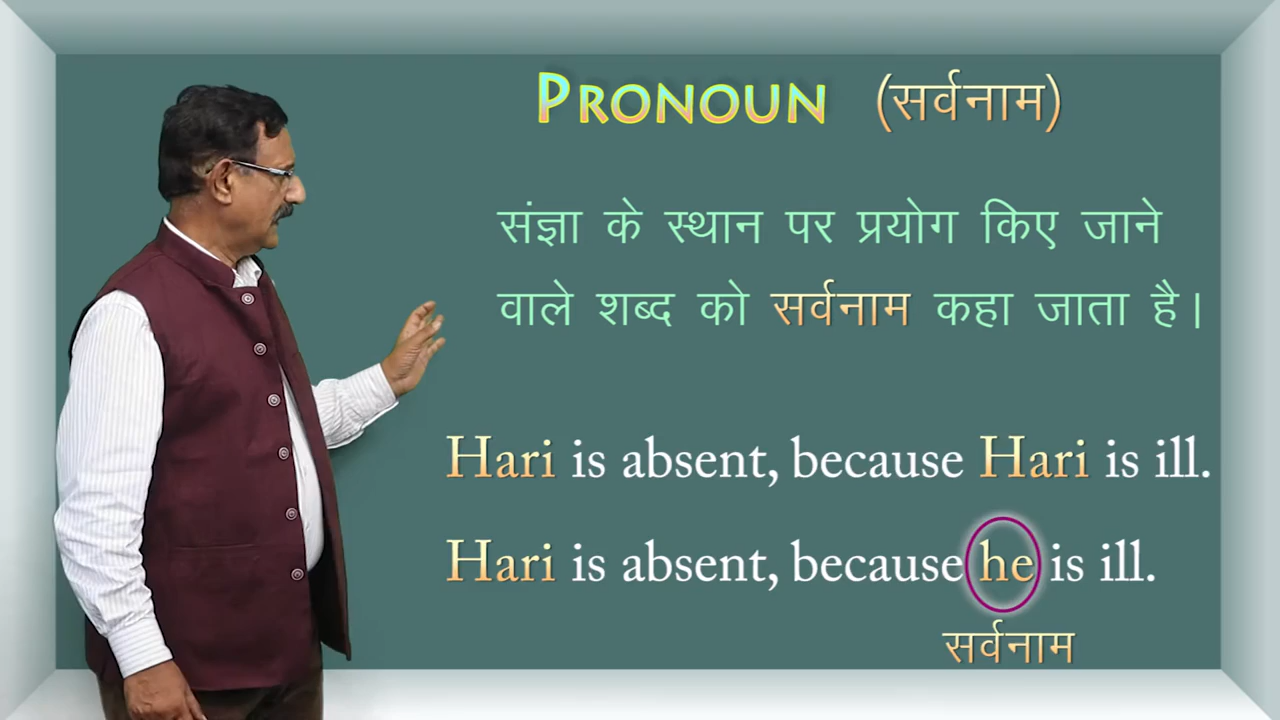 PRONOUN (सर्वनाम)
संज्ञा के स्थान पर प्रयोग किए जाने
वाले शब्द को सर्वनाम कहा जाता है।
Hari is absent, because Hari is ill.
Hari is absent, because he is ill.
सर्वनाम